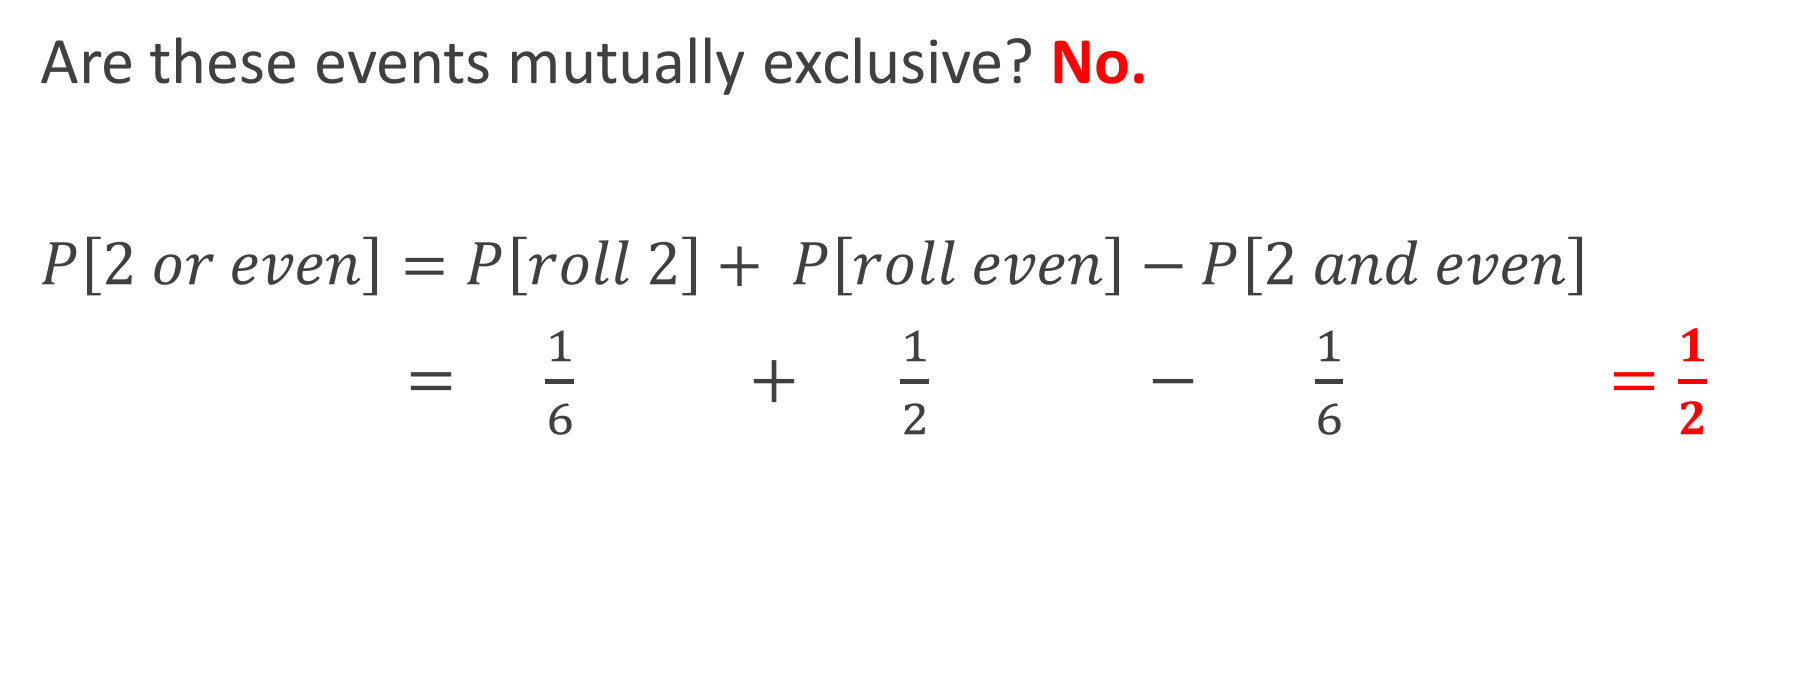 Are these events mutually exclusive? No.
P[2 or even] = P[roll 2] + P[roll even] − P[2 and even]
= 1/6 + 1/2 − 1/6 = 1/2